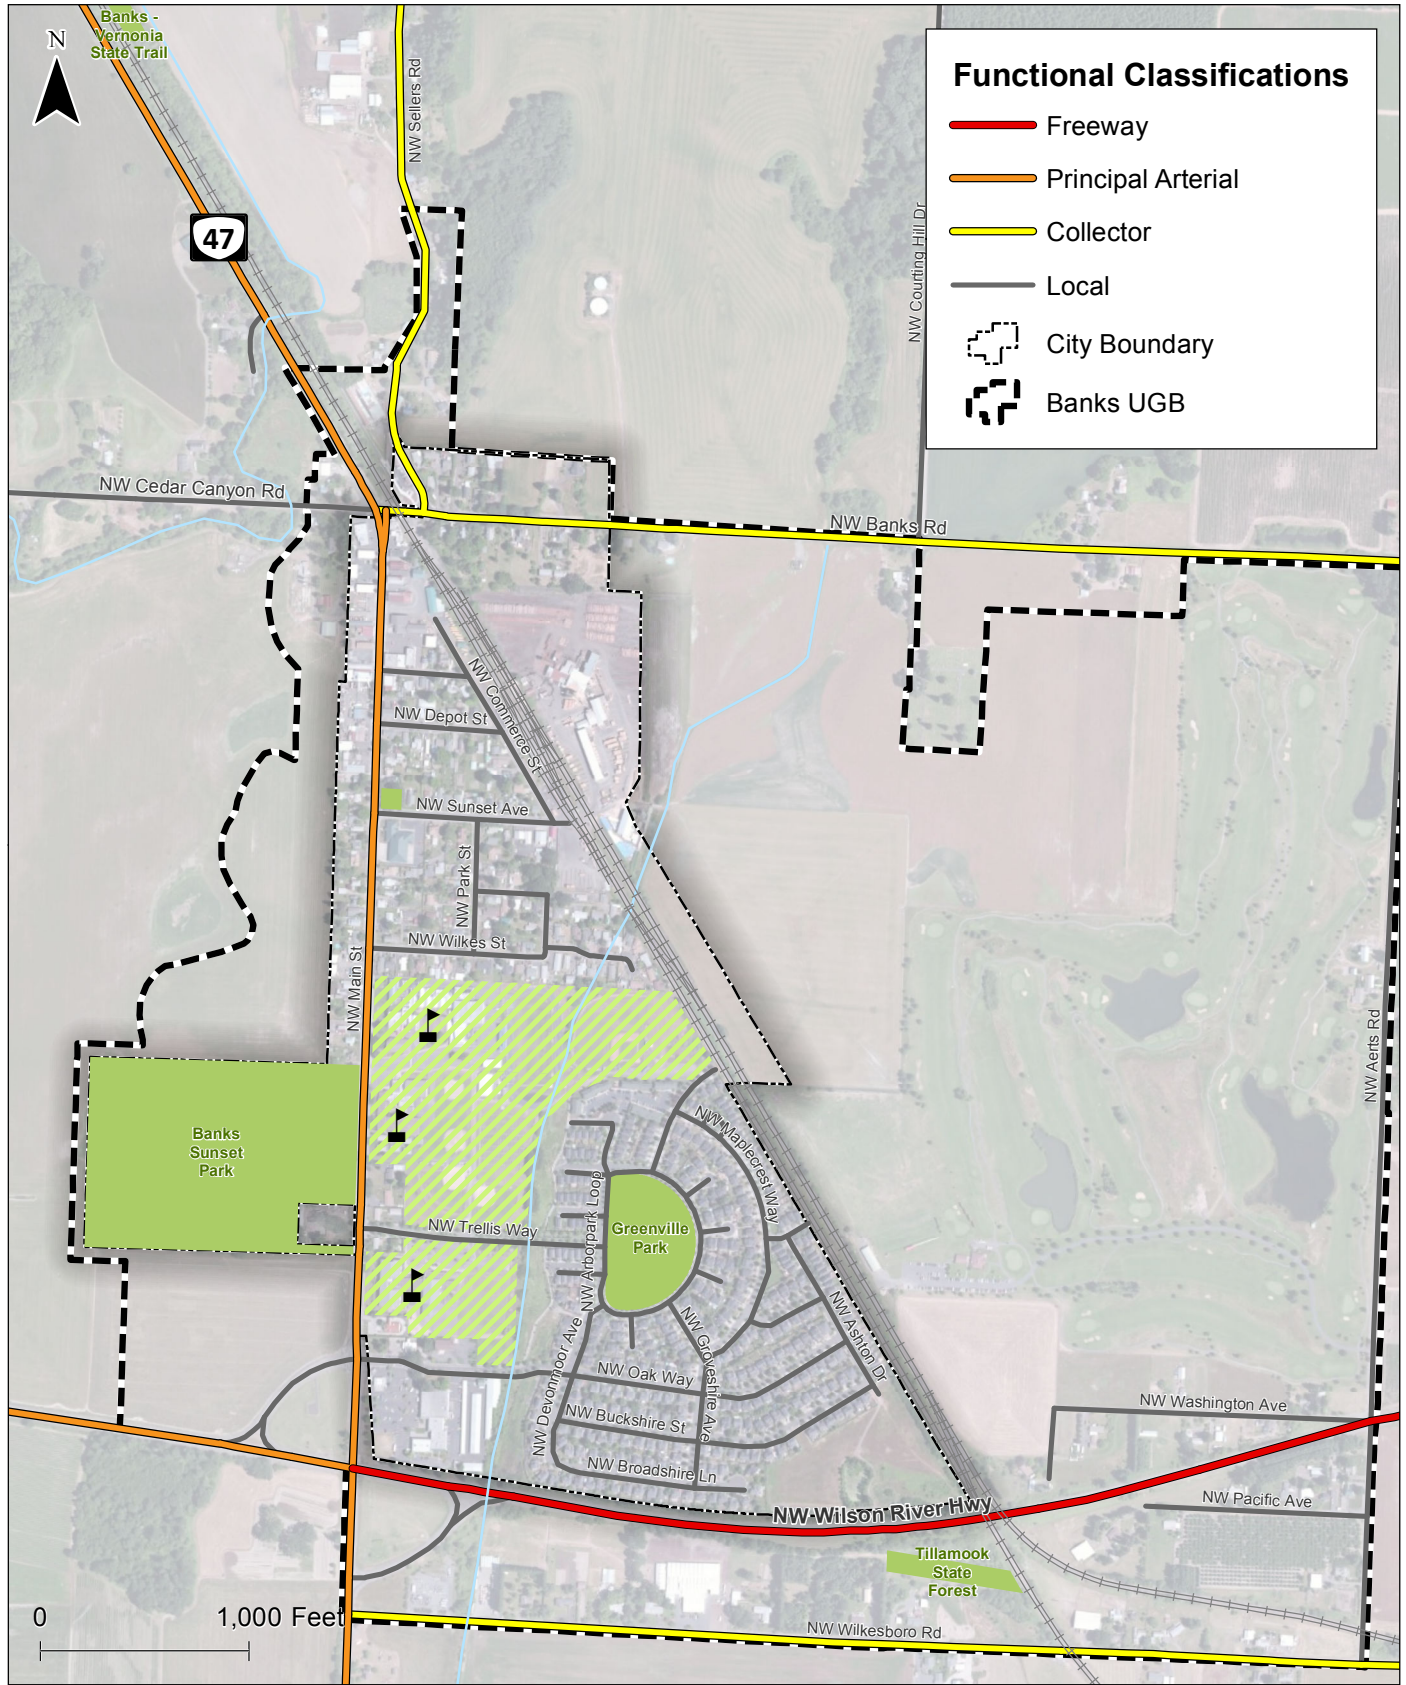 Banks -
Vernonia
State Trail
N
NW Sellers Rd
47
Functional Classifications
Freeway
Principal Arterial
Collector
Local
City Boundary
Banks UGB
NW Courting Hill Dr
NW Cedar Canyon Rd
NW Banks Rd
NW Commerce St
NW Depot St
NW Sunset Ave
NW Park St
NW Wilkes St
NW Main St
NW Aerts Rd
Banks
Sunset
Park
NW Maplecrest Way
NW Arborpark Loop
Greenville
Park
NW Trellis Way
NW Ashton Dr
NW Groveshire Ave
NW Devonmoor Ave
NW Oak Way
NW Buckshire St
NW Broadshire Ln
NW Washington Ave
NW Wilson River Hwy
NW Pacific Ave
Tillamook
State
Forest
0 1,000 Feet
NW Wilkesboro Rd